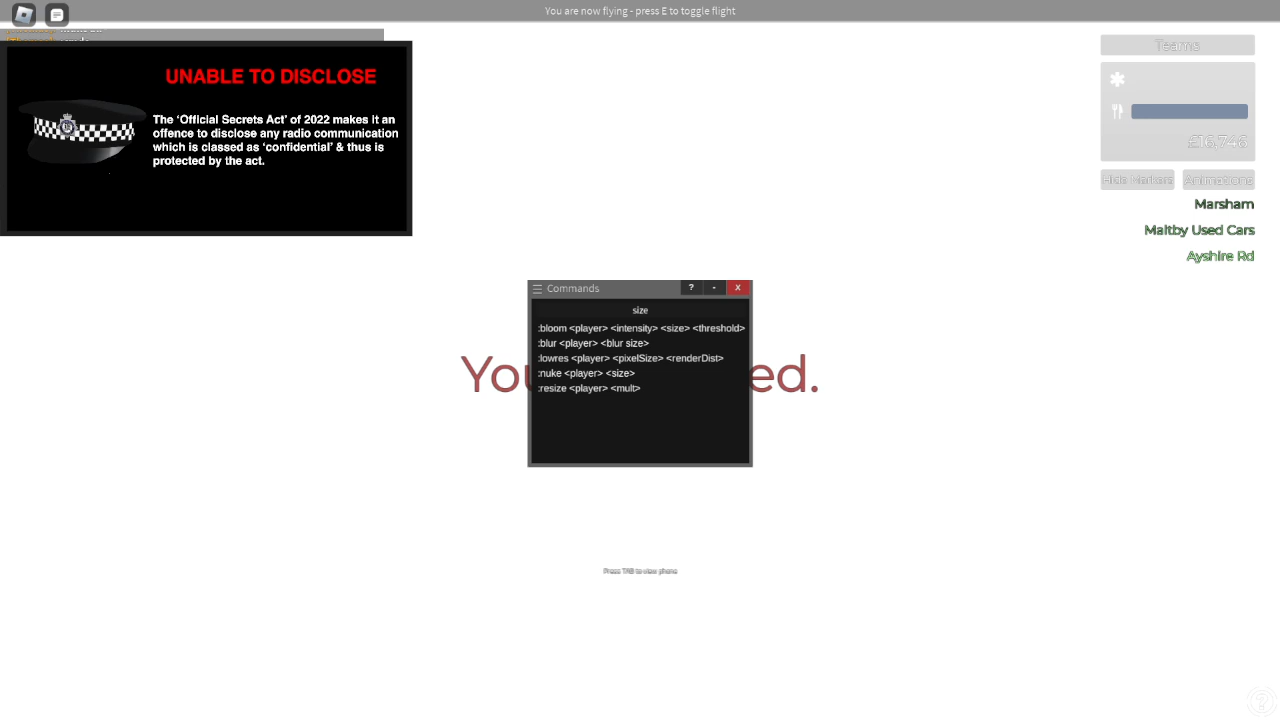 You are now flying - press E to toggle flight
UNABLE TO DISCLOSE
The ‘Official Secrets Act’ of 2022 makes it an
offence to disclose any radio communication
which is classed as ‘confidential’ & thus is
protected by the act.
Teams
£16,746
Hide Markers
Animations
Marsham
Maltby Used Cars
Ayshire Rd
Commands
?
-
X
size
:bloom <player> <intensity> <size> <threshold>
:blur <player> <blur size>
:lowres <player> <pixelSize> <renderDist>
:nuke <player> <size>
:resize <player> <mult>
Press TAB to view phone